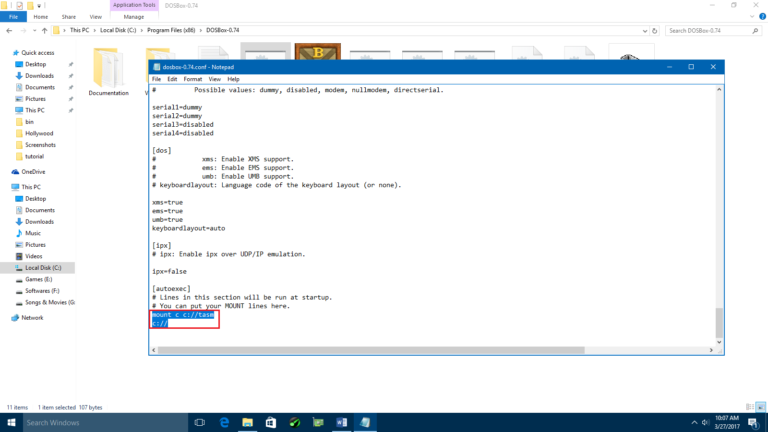 Application Tools
DOSBox-0.74
File
Home
Share
View
Manage
This PC
Local Disk (C:)
Program Files (x86)
DOSBox-0.74
Search DOSBox-0.74
Quick access
Desktop
Downloads
Documents
Pictures
This PC
bin
Hollywood
Screenshots
tutorial
OneDrive
This PC
Desktop
Documents
Downloads
Music
Pictures
Videos
Local Disk (C:)
Games (E:)
Softwares (F:)
Songs & Movies (G:
Network
Documentation
dosbox-0.74.conf - Notepad
File Edit Format View Help
# Possible values: dummy, disabled, modem, nullmodem, directserial.
serial1=dummy
serial2=dummy
serial3=disabled
serial4=disabled
[dos]
# xms: Enable XMS support.
# ems: Enable EMS support.
# umb: Enable UMB support.
# keyboardlayout: Language code of the keyboard layout (or none).
xms=true
ems=true
umb=true
keyboardlayout=auto
[ipx]
# ipx: Enable ipx over UDP/IP emulation.
ipx=false
[autoexec]
# Lines in this section will be run at startup.
# You can put your MOUNT lines here.
mount c c://tasm
c://
11 items 1 item selected 107 bytes
Search Windows
10:07 AM
3/27/2017